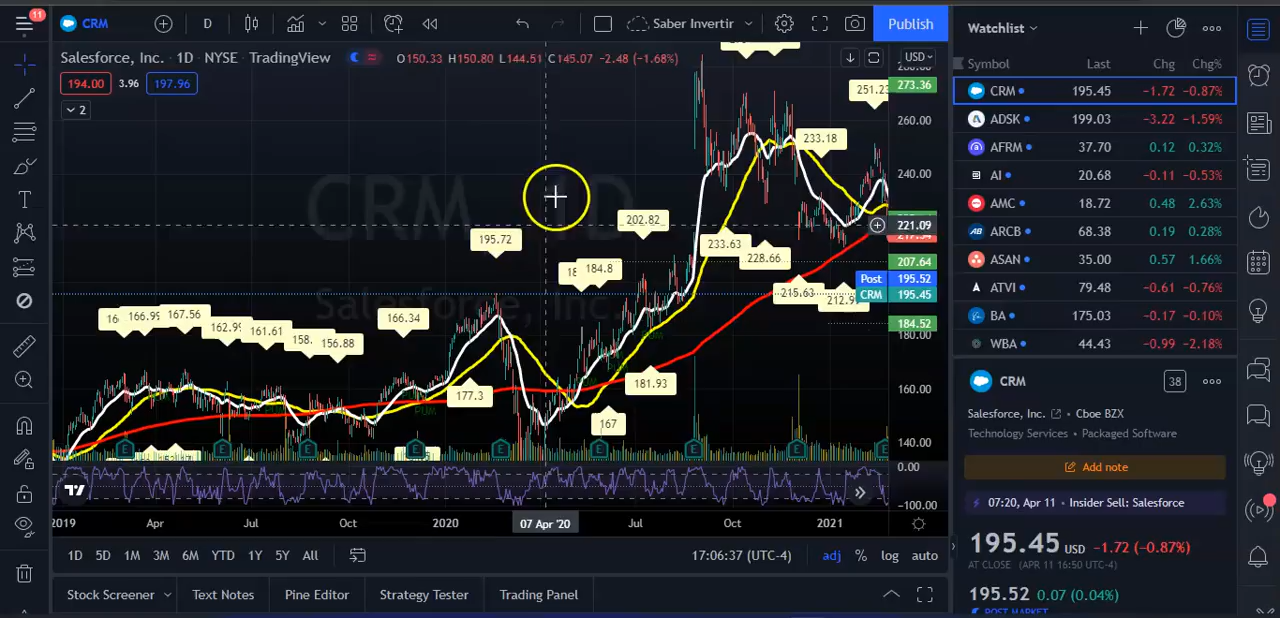 11
CRM
D
Saber Invertir
Publish
Salesforce, Inc. · 1D · NYSE · TradingView
O150.33 H150.80 L144.51 C145.07 −2.48 (−1.68%)
USD
194.00 3.96 197.96
2
CRM, 1D
Salesforce, Inc.
273.36
260.00
251.23
240.00
233.18
221.09
202.82
195.72
207.64
233.63
228.66
184.8
Post 195.52
CRM 195.45
215.63
184.52
180.00
166.99
167.56
162.99
161.61
156.88
166.34
177.3
181.93
167
160.00
140.00
E E E E E E E E E
0.00
−100.00
2019 Apr Jul Oct 2020 07 Apr '20 Jul Oct 2021
1D 5D 1M 3M 6M YTD 1Y 5Y All
17:06:37 (UTC-4) adj % log auto
Stock Screener Text Notes Pine Editor Strategy Tester Trading Panel
Watchlist
Symbol Last Chg Chg%
CRM 195.45 −1.72 −0.87%
ADSK 199.03 −3.22 −1.59%
AFRM 37.70 0.12 0.32%
AI 20.68 −0.11 −0.53%
AMC 18.72 0.48 2.63%
ARCB 68.38 0.19 0.28%
ASAN 35.00 0.57 1.66%
ATVI 79.48 −0.61 −0.76%
BA 175.03 −0.17 −0.10%
WBA 44.43 −0.99 −2.18%
CRM
38
Salesforce, Inc. • Cboe BZX
Technology Services • Packaged Software
Add note
07:20, Apr 11 • Insider Sell: Salesforce
195.45 USD −1.72 (−0.87%)
AT CLOSE (APR 11 16:50 UTC-4)
195.52 0.07 (0.04%)
POST MARKET